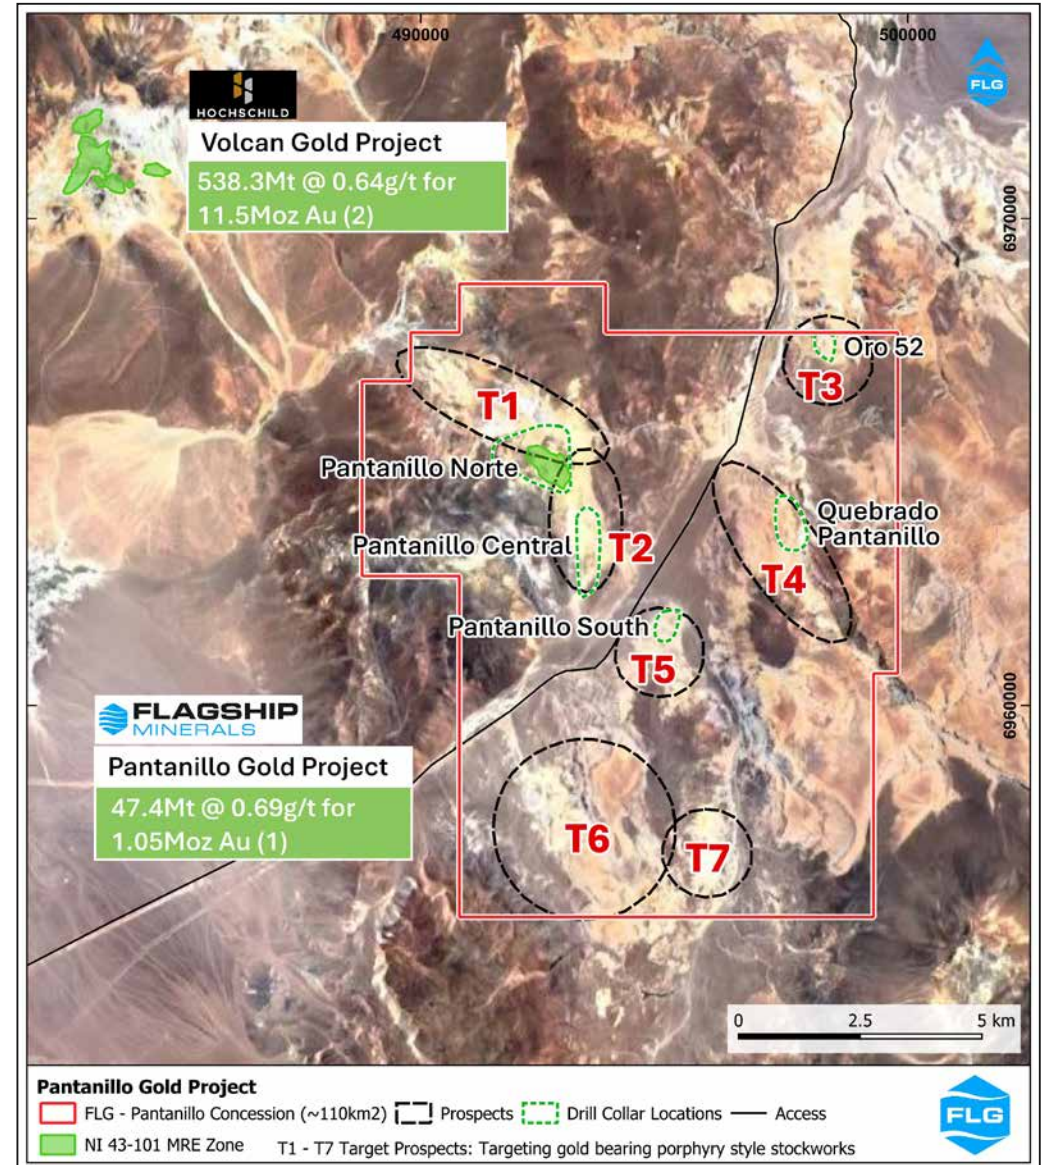 490000
500000
FLG
HOCHSCHILD
Volcan Gold Project
538.3Mt @ 0.64g/t for
11.5Moz Au (2)
6970000
Oro 52
T3
T1
Pantanillo Norte
Quebrado
Pantanillo
Pantanillo Central
T2
T4
Pantanillo South
T5
6960000
FLAGSHIP
MINERALS
Pantanillo Gold Project
47.4Mt @ 0.69g/t for
1.05Moz Au (1)
T6
T7
0 2.5 5 km
Pantanillo Gold Project
FLG - Pantanillo Concession (~110km2) Prospects Drill Collar Locations Access
NI 43-101 MRE Zone T1 - T7 Target Prospects: Targeting gold bearing porphyry style stockworks
FLG